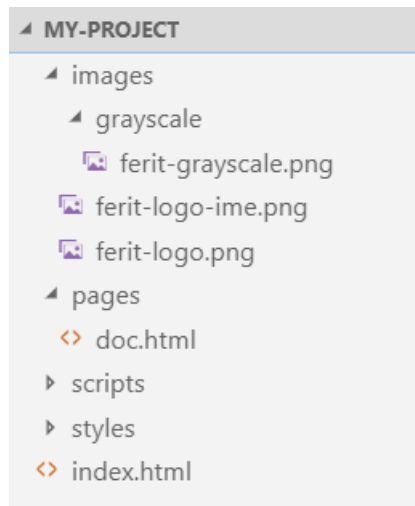 MY-PROJECT
images
grayscale
ferit-grayscale.png
ferit-logo-ime.png
ferit-logo.png
pages
doc.html
scripts
styles
index.html